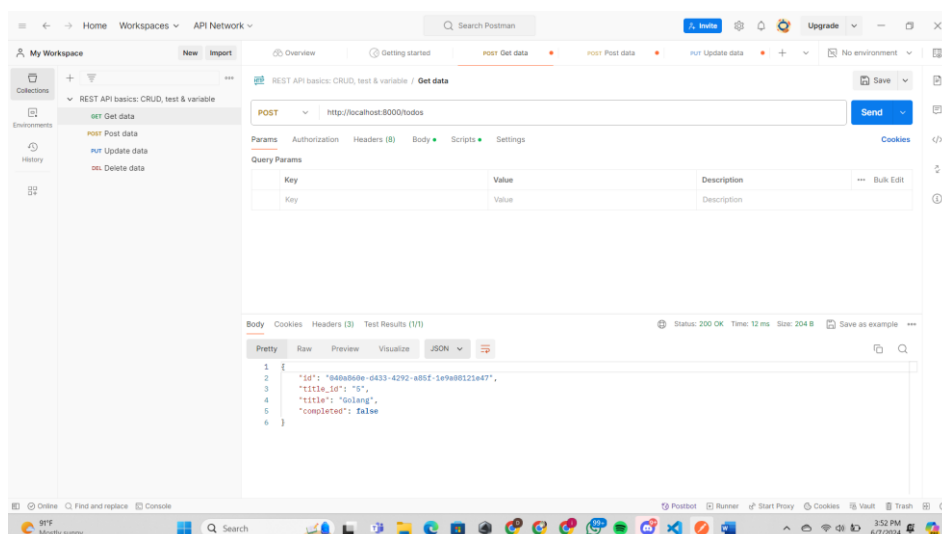 Home Workspaces API Network Search Postman Invite Upgrade
My Workspace New Import Overview Getting started POST Get data POST Post data PUT Update data No environment
Collections
REST API basics: CRUD, test & variable / Get data Save
REST API basics: CRUD, test & variable
GET Get data
POST http://localhost:8000/todos Send
Environments
POST Post data
PUT Update data
Params Authorization Headers (8) Body Scripts Settings Cookies
History
DEL Delete data
Query Params
Key Value Description Bulk Edit
Key Value Description
Body Cookies Headers (3) Test Results (1/1) Status: 200 OK Time: 12 ms Size: 204 B Save as example
Pretty Raw Preview Visualize JSON
1 {
2 "id": "040a860e-d433-4292-a85f-1e9a08121e47",
3 "title_id": "5",
4 "title": "Golang",
5 "completed": false
6 }
Online Find and replace Console Postbot Runner Start Proxy Cookies Vault Trash
91°F
Mostly sunny
Search
99+
3:52 PM
6/7/2024